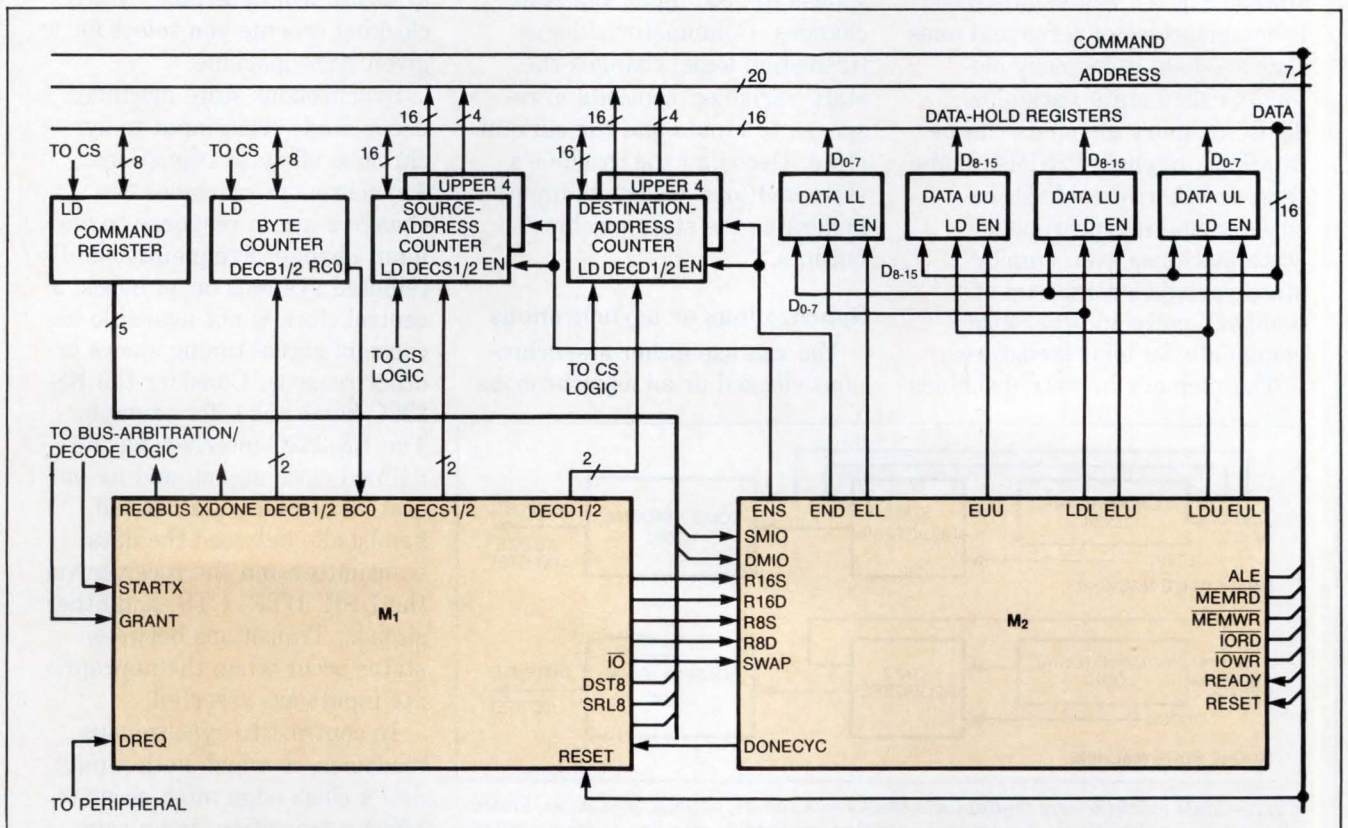 COMMAND
7
20
ADDRESS
16 4 16 4 16
DATA-HOLD REGISTERS
DATA
TO CS 8 TO CS 8
D0-7 D8-15 D8-15 D0-7
16
LD
COMMAND
REGISTER
LD
BYTE
COUNTER
DECB1/2 RC0
UPPER 4
SOURCE-
ADDRESS
COUNTER
LD DECS1/2 EN
UPPER 4
DESTINATION-
ADDRESS
COUNTER
LD DECD1/2 EN
DATA LL
LD EN
DATA UU
LD EN
DATA LU
LD EN
DATA UL
LD EN
D8-15
D0-7
5
TO CS
LOGIC
TO CS
LOGIC
TO BUS-ARBITRATION/
DECODE LOGIC
2 2 2
REQBUS XDONE DECB1/2 BC0 DECS1/2 DECD1/2
STARTX
GRANT
M1
IO
DST8
SRL8
DREQ
RESET
TO PERIPHERAL
ENS END ELL EUU LDL ELU LDU EUL
SMIO
DMIO
R16S
R16D
R8S
R8D
SWAP
DONECYC
M2
ALE
MEMRD
MEMWR
IORD
IOWR
READY
RESET